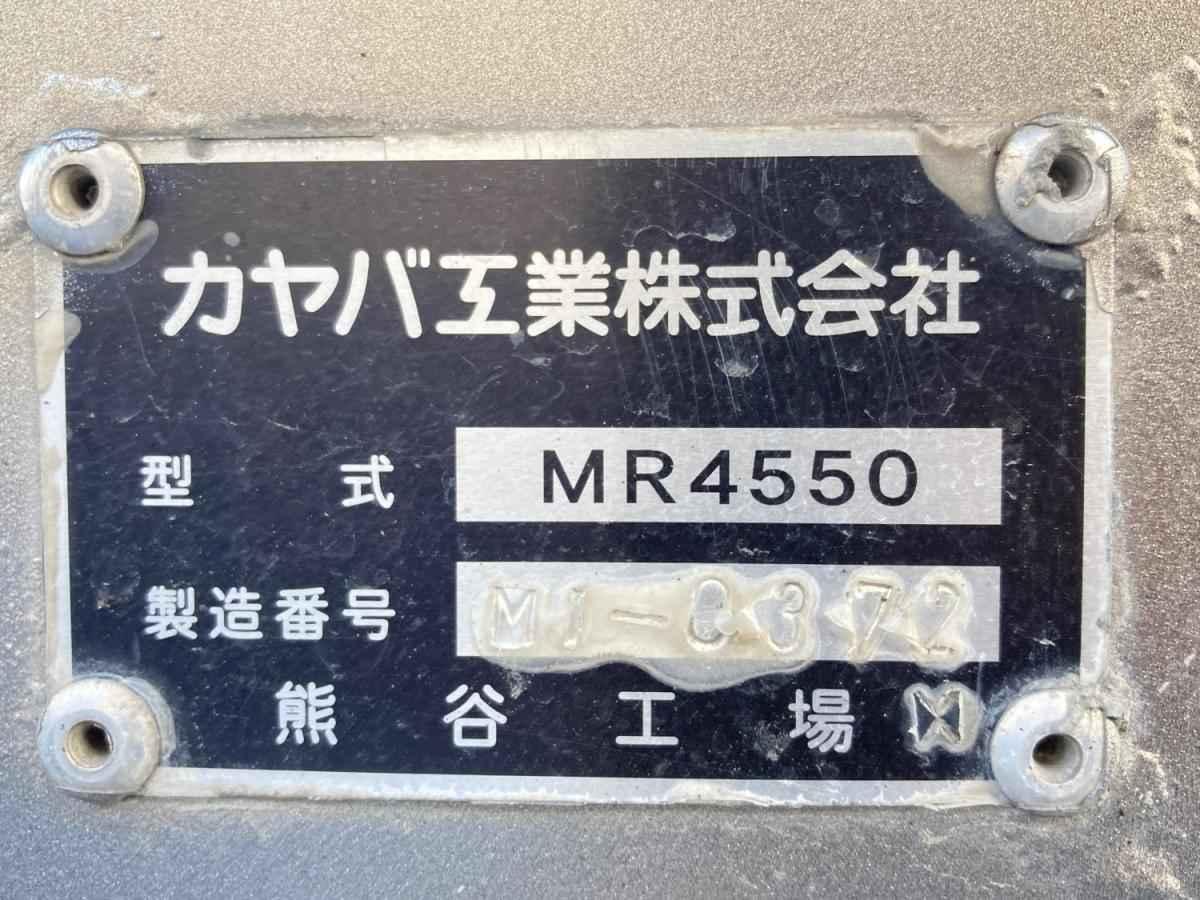 カヤバ工業株式会社
型式 MR4550
製造番号
熊谷工場